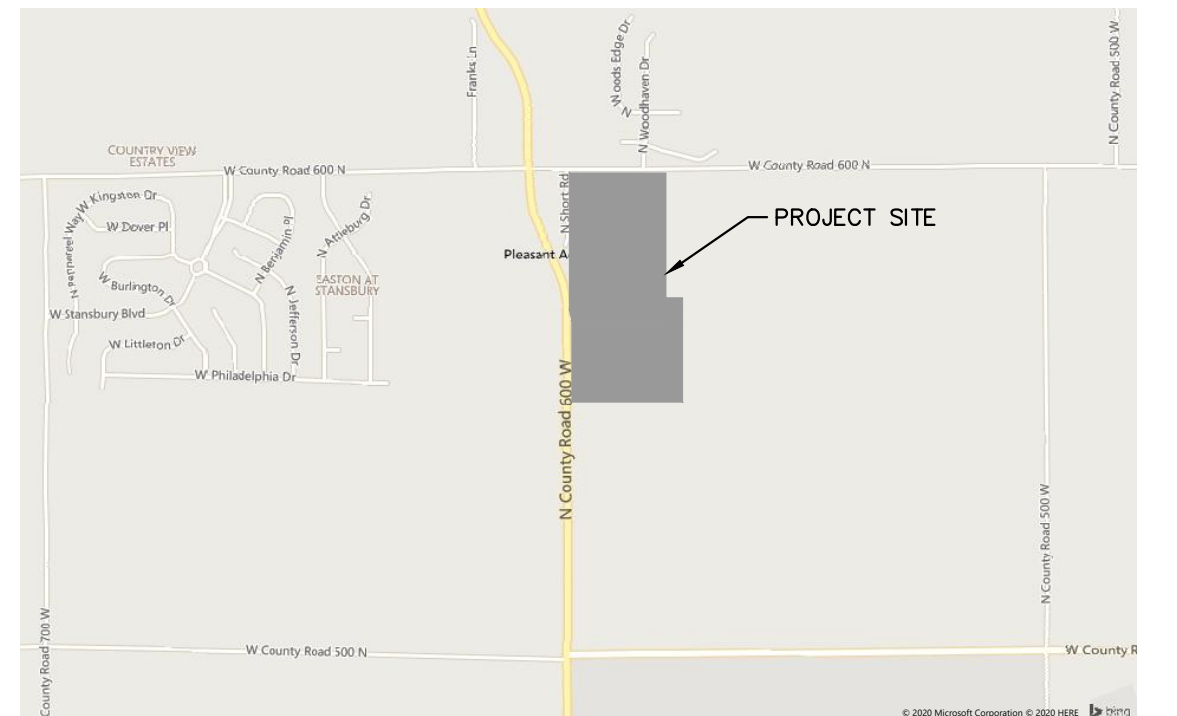 Franks Ln
N Woods Edge Dr
N Woodhaven Dr
N County Road 500 W
COUNTRY VIEW
ESTATES
W County Road 600 N
W County Road 600 N
W Kingston Dr
W Dover Pl
N Benjamin
N Attleburg Dr
N Short Rd
PROJECT SITE
Pleasant A
W Burlington Dr
EASTON AT
STANSBURY
W Stansbury Blvd
N Jefferson Dr
W Littleton Dr
W Philadelphia Dr
N County Road 600 W
N County Road 500 W
County Road 700 W
W County Road 500 N
W County R
© 2020 Microsoft Corporation © 2020 HERE
bing